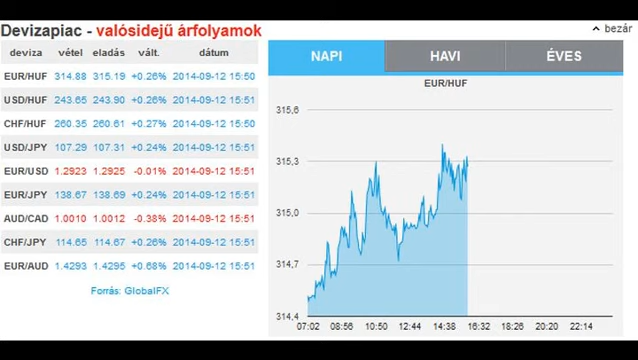 Devizapiac - valósidejű árfolyamok
deviza vétel eladás vált. dátum
EUR/HUF 314.88 315.19 +0.26% 2014-09-12 15:50
USD/HUF 243.65 243.90 +0.26% 2014-09-12 15:51
CHF/HUF 260.35 260.61 +0.27% 2014-09-12 15:50
USD/JPY 107.29 107.31 +0.24% 2014-09-12 15:51
EUR/USD 1.2923 1.2925 -0.01% 2014-09-12 15:51
EUR/JPY 138.67 138.69 +0.24% 2014-09-12 15:51
AUD/CAD 1.0010 1.0012 -0.38% 2014-09-12 15:51
CHF/JPY 114.65 114.67 +0.26% 2014-09-12 15:51
EUR/AUD 1.4293 1.4295 +0.68% 2014-09-12 15:51
Forrás: GlobalFX
bezár
NAPI HAVI ÉVES
EUR/HUF
315,6
315,3
315,0
314,7
314,4
07:02 08:56 10:50 12:44 14:38 16:32 18:26 20:20 22:14